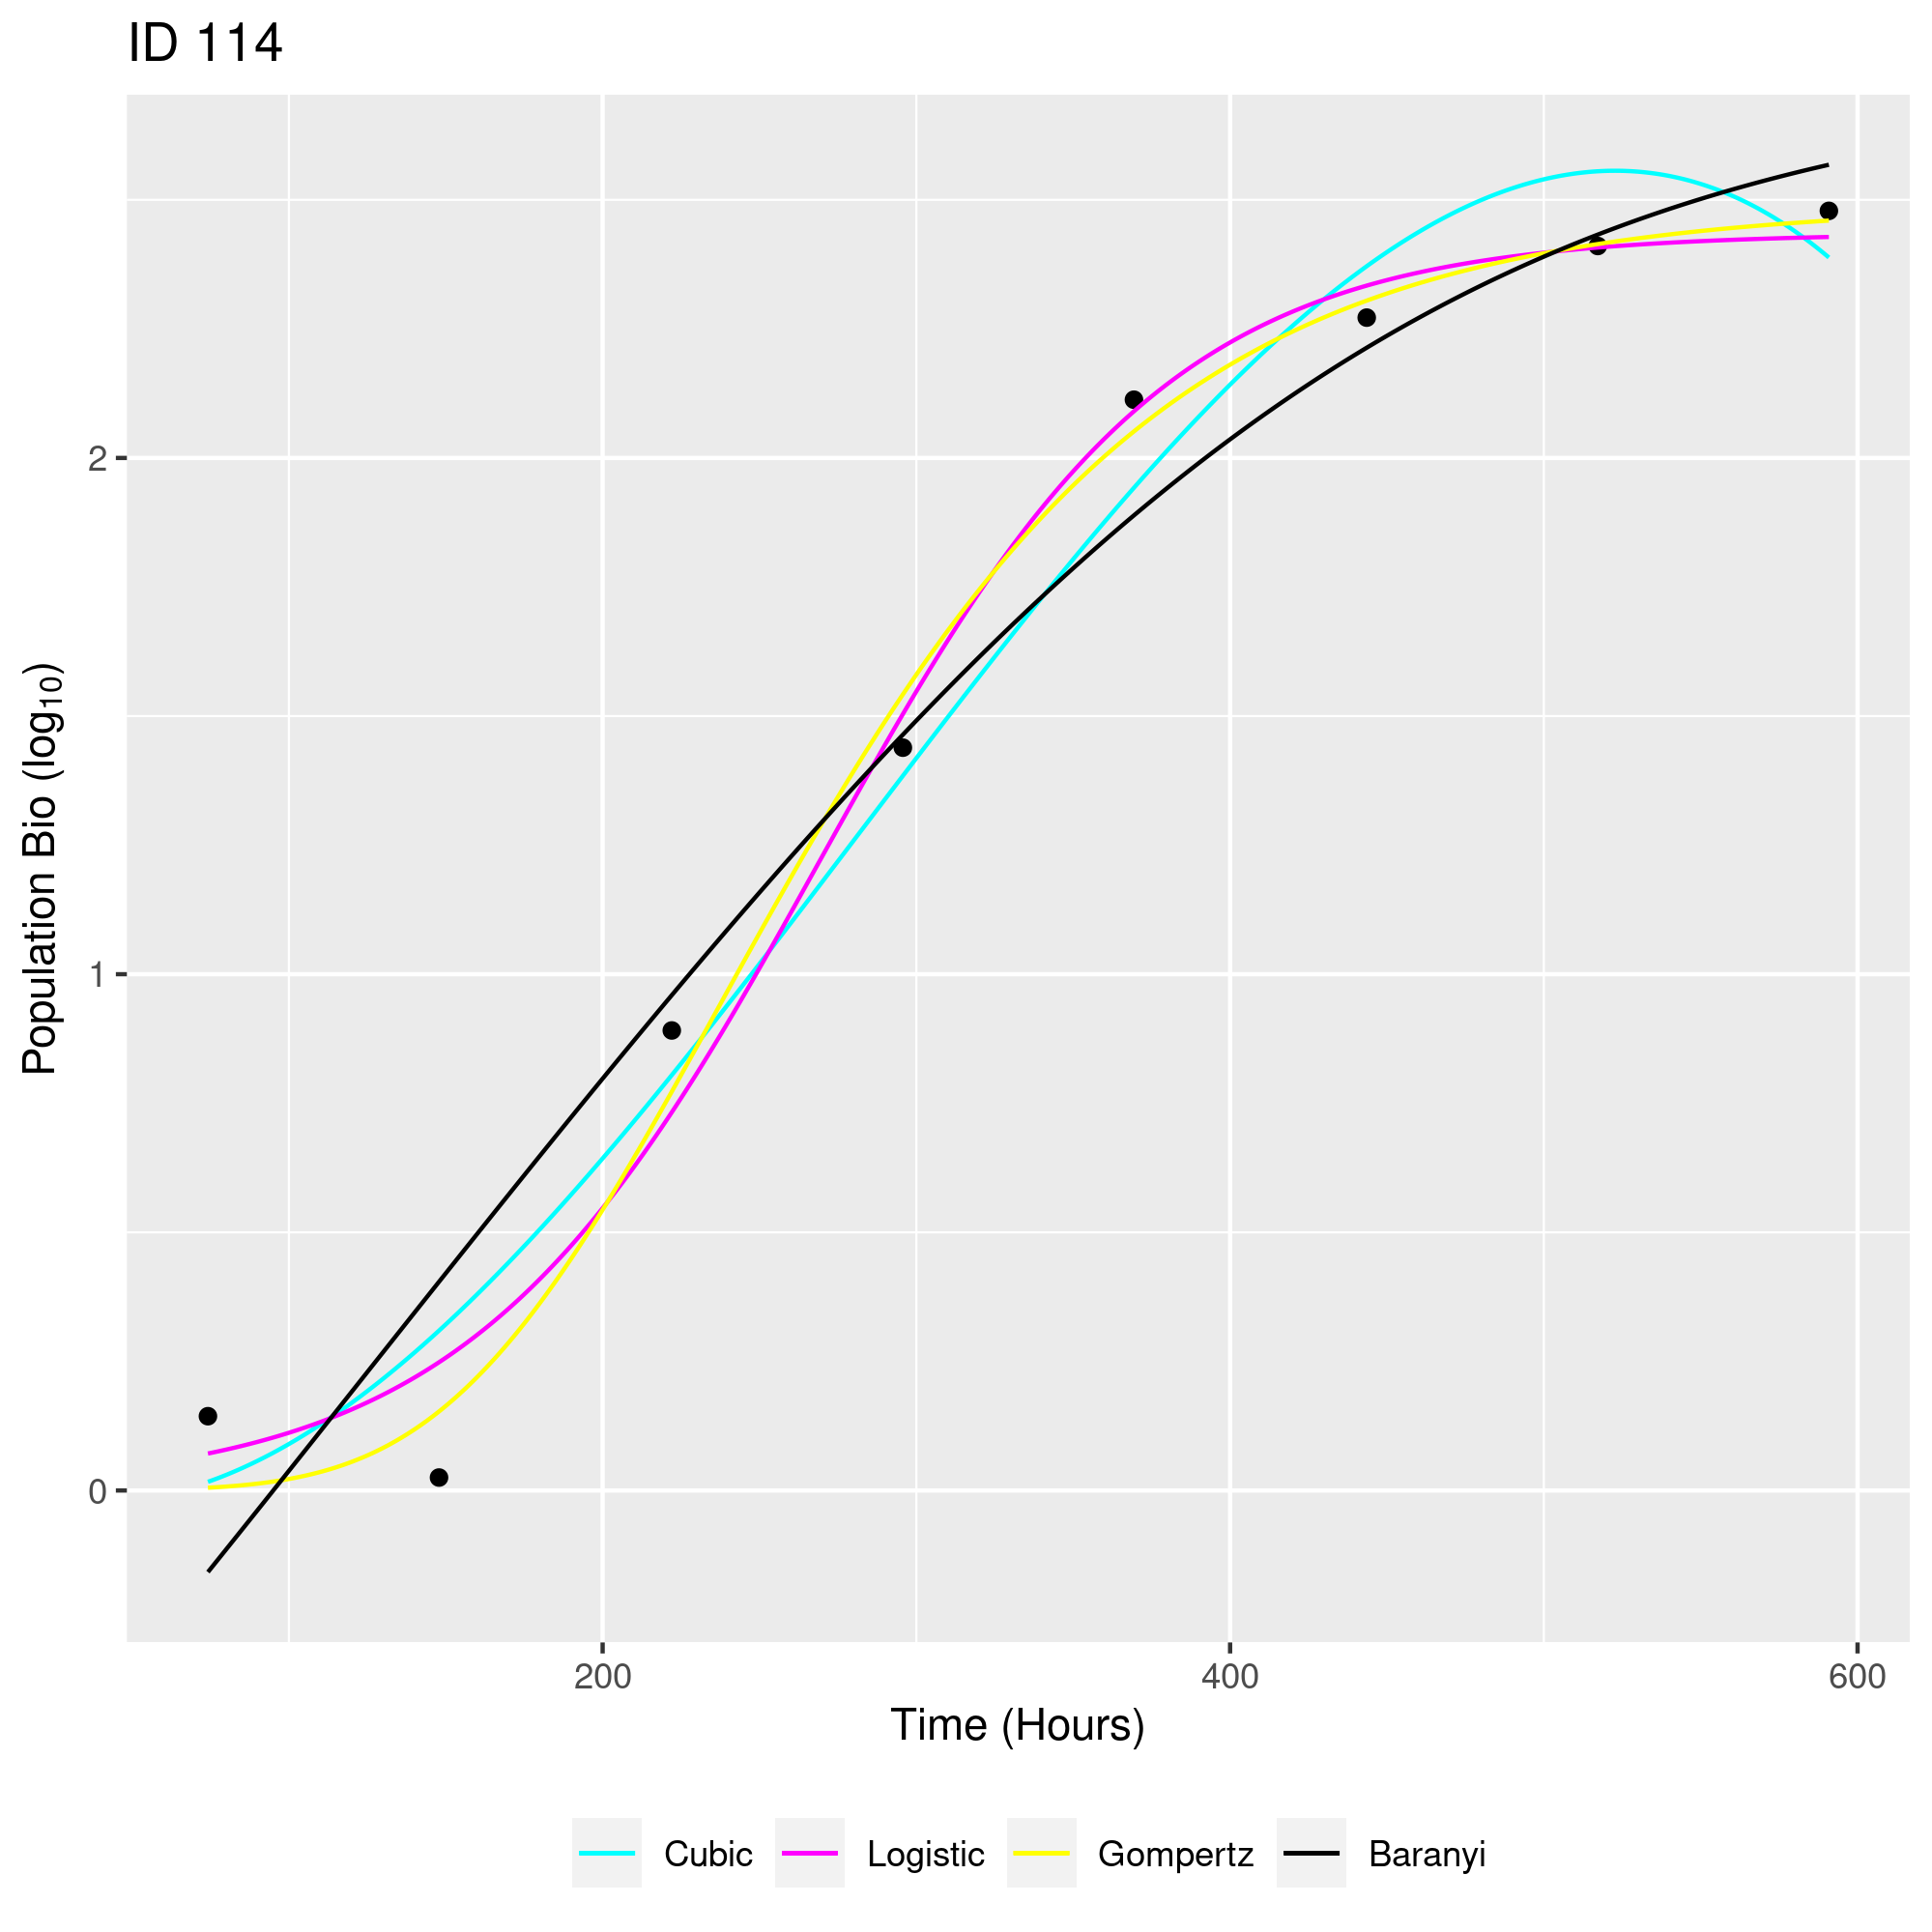 ID 114
Population Bio (log₁₀)
2
1
0
200 400 600
Time (Hours)
Cubic Logistic Gompertz Baranyi